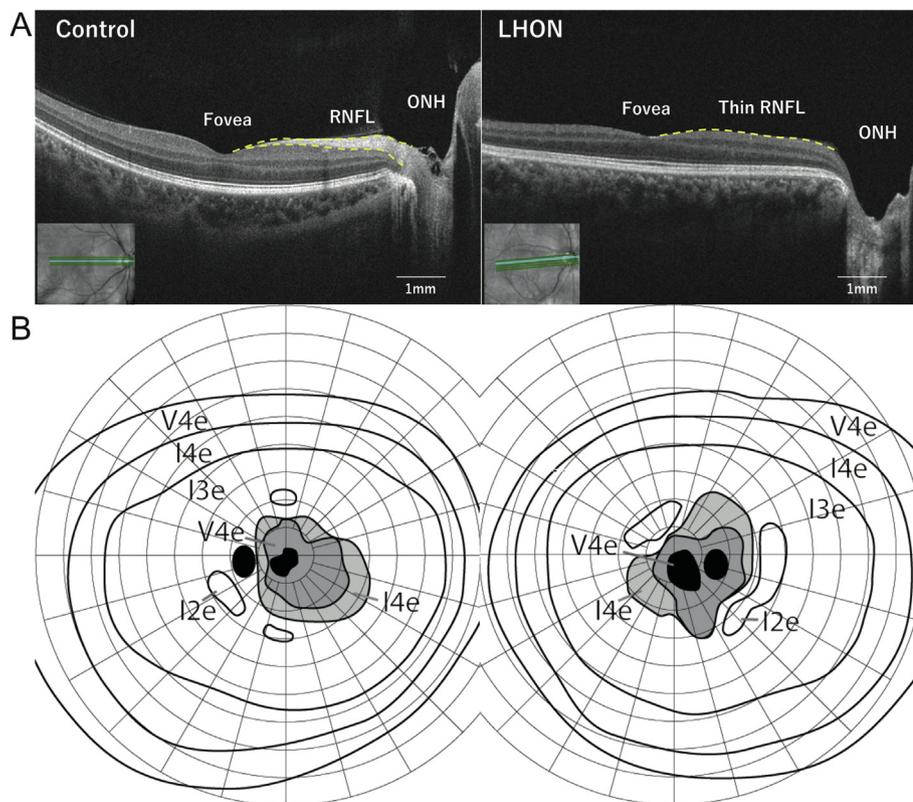 A
Control
Fovea
RNFL
ONH
1mm
LHON
Fovea
Thin RNFL
ONH
1mm
B
V4e
I4e
I3e
V4e
I2e
I4e
V4e
I4e
I3e
V4e
I4e
I2e